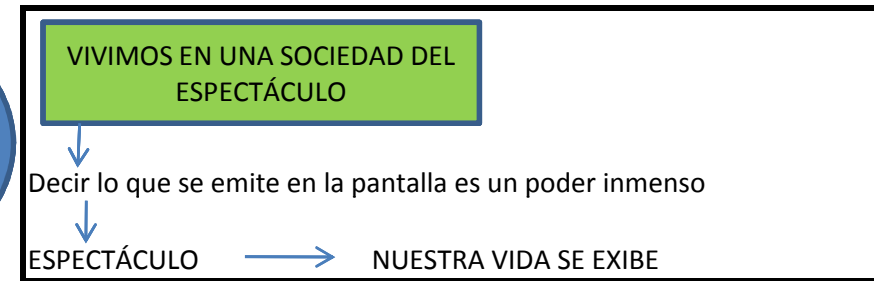 VIVIMOS EN UNA SOCIEDAD DEL
ESPECTÁCULO
Decir lo que se emite en la pantalla es un poder inmenso
ESPECTÁCULO NUESTRA VIDA SE EXIBE